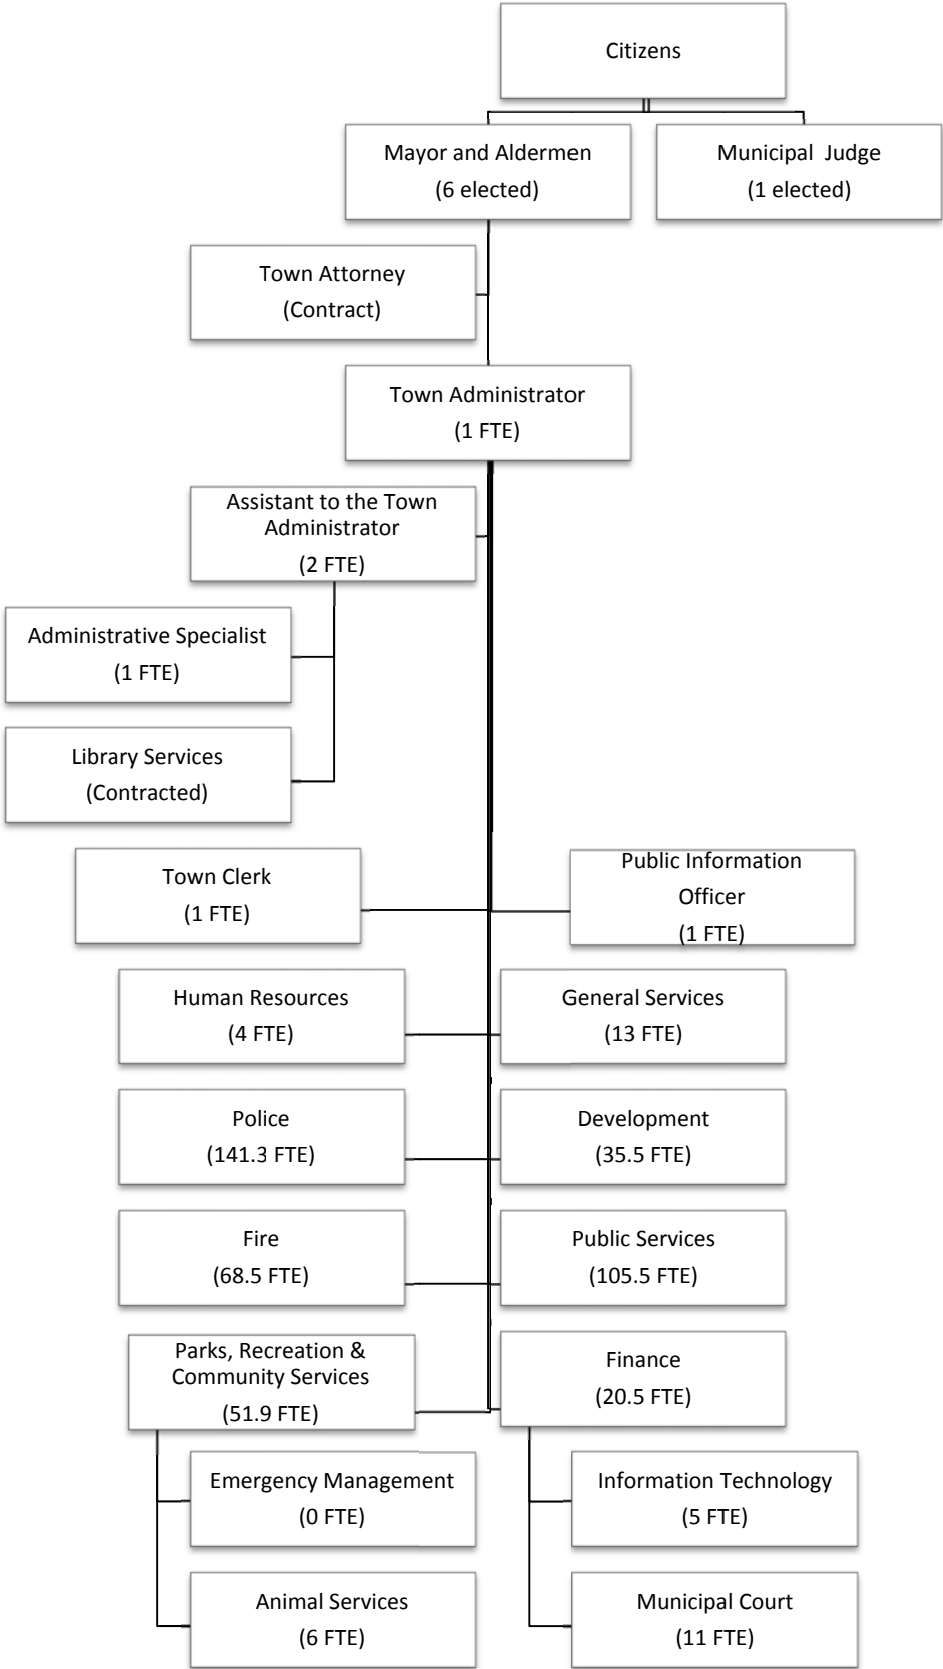 Citizens
Mayor and Aldermen
(6 elected)
Municipal Judge
(1 elected)
Town Attorney
(Contract)
Town Administrator
(1 FTE)
Assistant to the Town
Administrator
(2 FTE)
Administrative Specialist
(1 FTE)
Library Services
(Contracted)
Town Clerk
(1 FTE)
Public Information
Officer
(1 FTE)
Human Resources
(4 FTE)
General Services
(13 FTE)
Police
(141.3 FTE)
Development
(35.5 FTE)
Fire
(68.5 FTE)
Public Services
(105.5 FTE)
Parks, Recreation &
Community Services
(51.9 FTE)
Finance
(20.5 FTE)
Emergency Management
(0 FTE)
Information Technology
(5 FTE)
Animal Services
(6 FTE)
Municipal Court
(11 FTE)